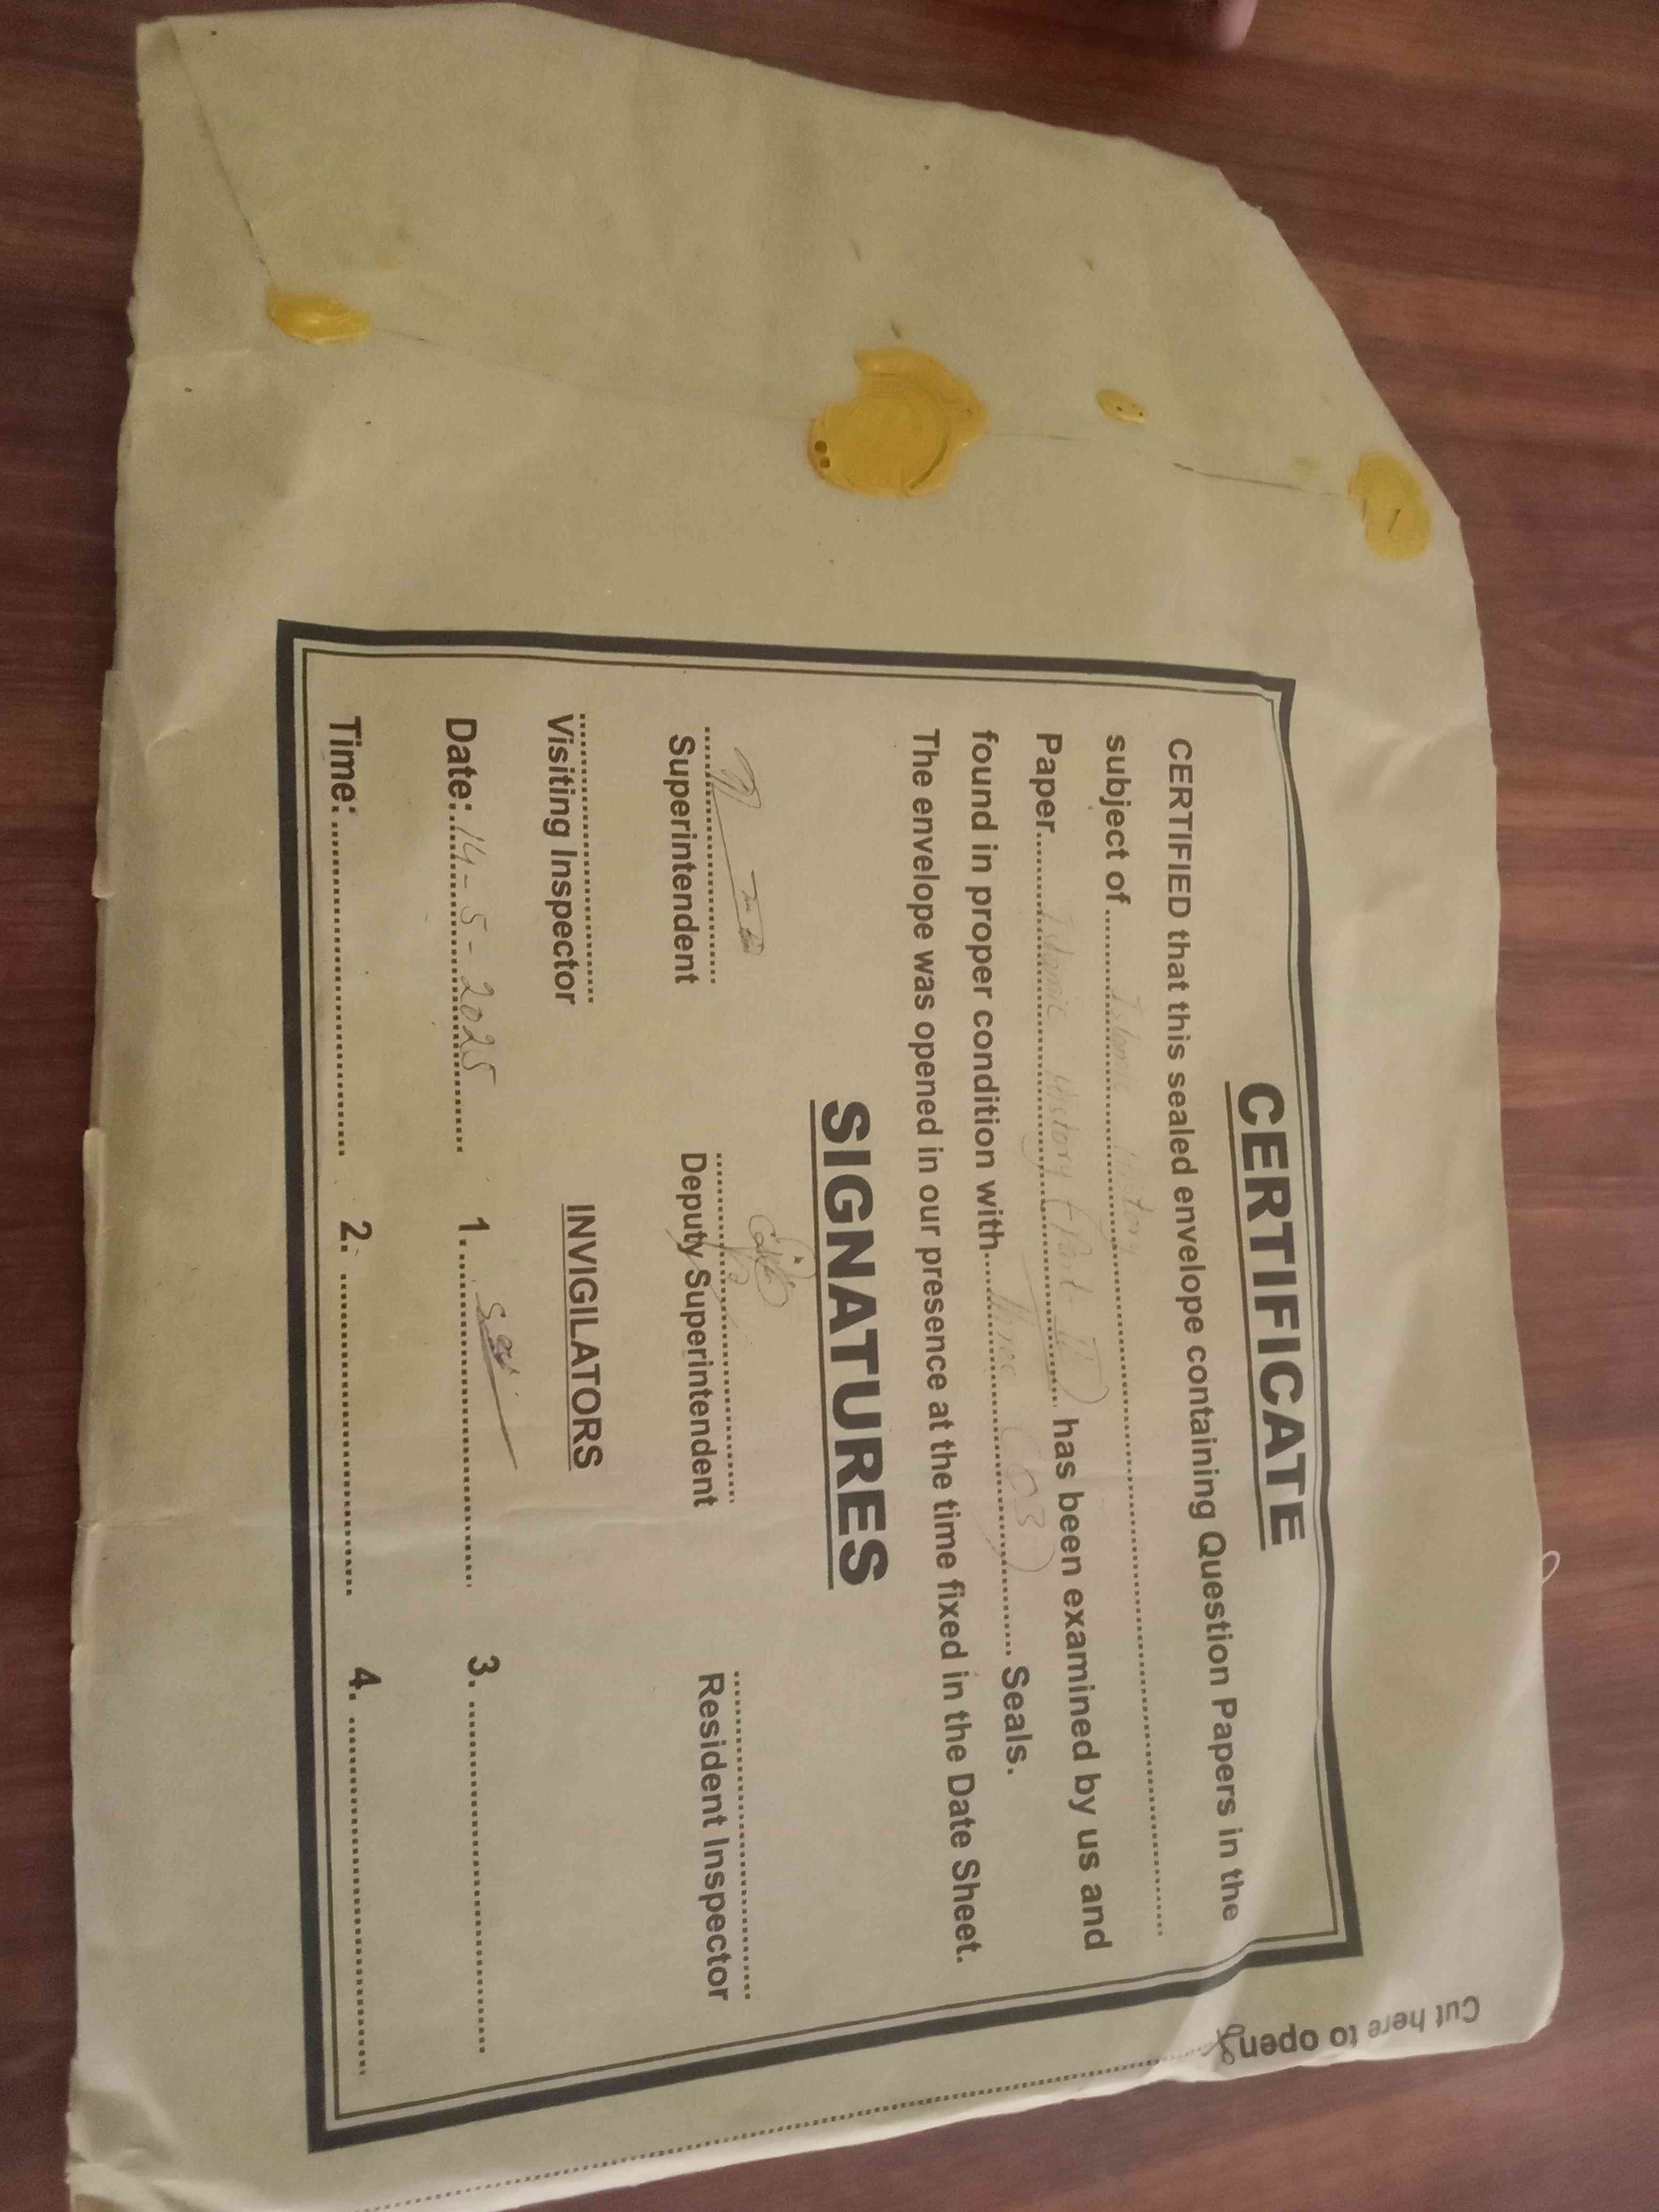 CERTIFICATE
CERTIFIED that this sealed envelope containing Question Papers in the
subject of.......... Islamic History ..........
Paper.......... Islamic History (Part-II) .......... has been examined by us and
found in proper condition with.......... three (03) .......... Seals.
The envelope was opened in our presence at the time fixed in the Date Sheet.
SIGNATURES
Superintendent Deputy Superintendent Resident Inspector
Visiting Inspector INVIGILATORS
Date: 14-5-2025 1. 3.
Time: 2. 4.
Cut here to open